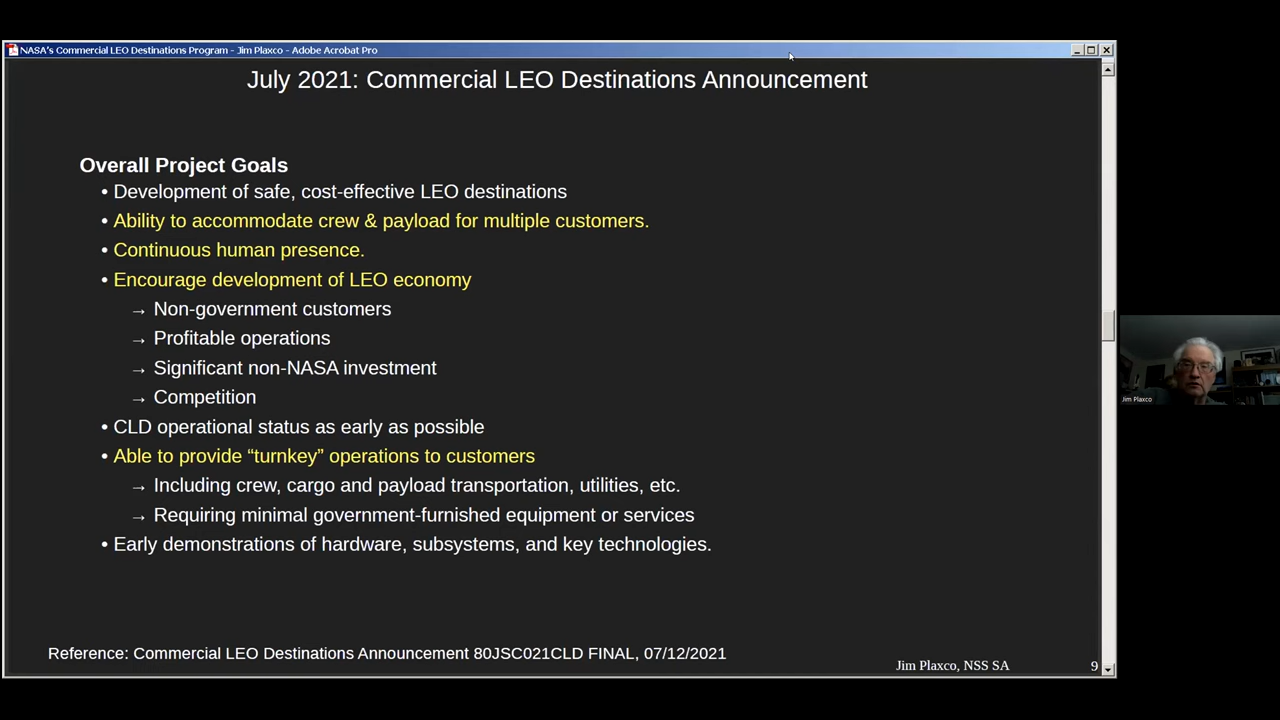 NASA's Commercial LEO Destinations Program - Jim Plaxco - Adobe Acrobat Pro
July 2021: Commercial LEO Destinations Announcement
Overall Project Goals
• Development of safe, cost-effective LEO destinations
• Ability to accommodate crew & payload for multiple customers.
• Continuous human presence.
• Encourage development of LEO economy
→ Non-government customers
→ Profitable operations
→ Significant non-NASA investment
→ Competition
• CLD operational status as early as possible
• Able to provide “turnkey” operations to customers
→ Including crew, cargo and payload transportation, utilities, etc.
→ Requiring minimal government-furnished equipment or services
• Early demonstrations of hardware, subsystems, and key technologies.
Reference: Commercial LEO Destinations Announcement 80JSC021CLD FINAL, 07/12/2021
Jim Plaxco, NSS SA 9
Jim Plaxco